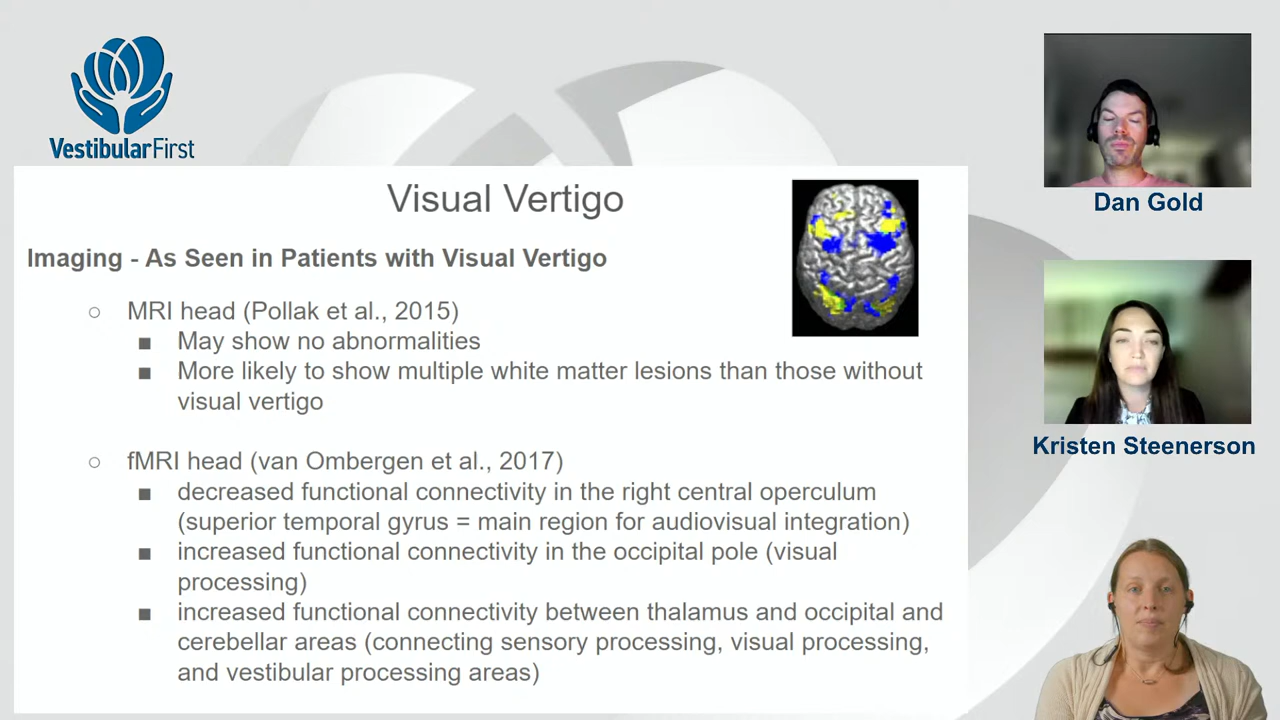 VestibularFirst
Visual Vertigo
Imaging - As Seen in Patients with Visual Vertigo
○ MRI head (Pollak et al., 2015)
■ May show no abnormalities
■ More likely to show multiple white matter lesions than those without
visual vertigo
○ fMRI head (van Ombergen et al., 2017)
■ decreased functional connectivity in the right central operculum
(superior temporal gyrus = main region for audiovisual integration)
■ increased functional connectivity in the occipital pole (visual
processing)
■ increased functional connectivity between thalamus and occipital and
cerebellar areas (connecting sensory processing, visual processing,
and vestibular processing areas)
Dan Gold
Kristen Steenerson